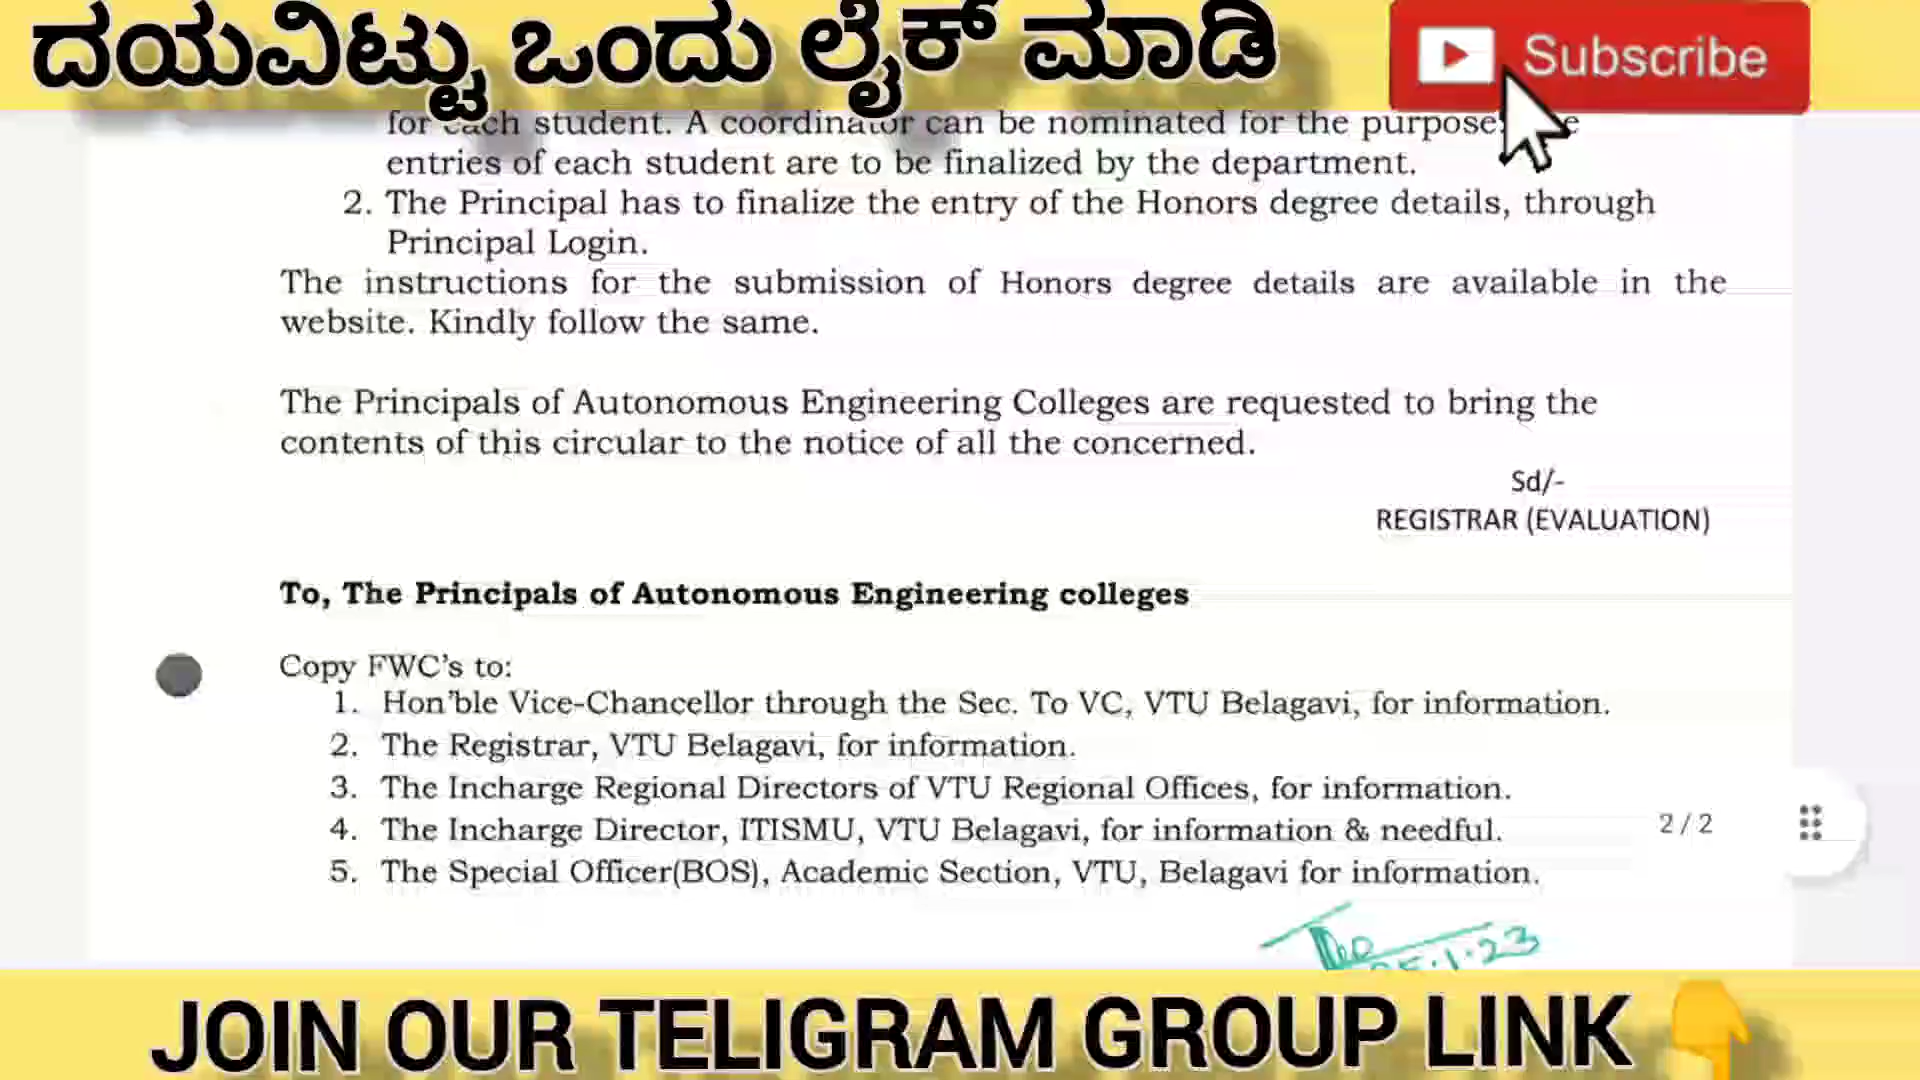 ದಯವಿಟ್ಟು ಒಂದು ಲೈಕ್ ಮಾಡಿ
Subscribe
for each student. A coordinator can be nominated for the purpose.
entries of each student are to be finalized by the department.
2. The Principal has to finalize the entry of the Honors degree details, through
Principal Login.
The instructions for the submission of Honors degree details are available in the
website. Kindly follow the same.
The Principals of Autonomous Engineering Colleges are requested to bring the
contents of this circular to the notice of all the concerned.
Sd/-
REGISTRAR (EVALUATION)
To, The Principals of Autonomous Engineering colleges
Copy FWC's to:
1. Hon'ble Vice-Chancellor through the Sec. To VC, VTU Belagavi, for information.
2. The Registrar, VTU Belagavi, for information.
3. The Incharge Regional Directors of VTU Regional Offices, for information.
4. The Incharge Director, ITISMU, VTU Belagavi, for information & needful.
2 / 2
5. The Special Officer(BOS), Academic Section, VTU, Belagavi for information.
JOIN OUR TELIGRAM GROUP LINK